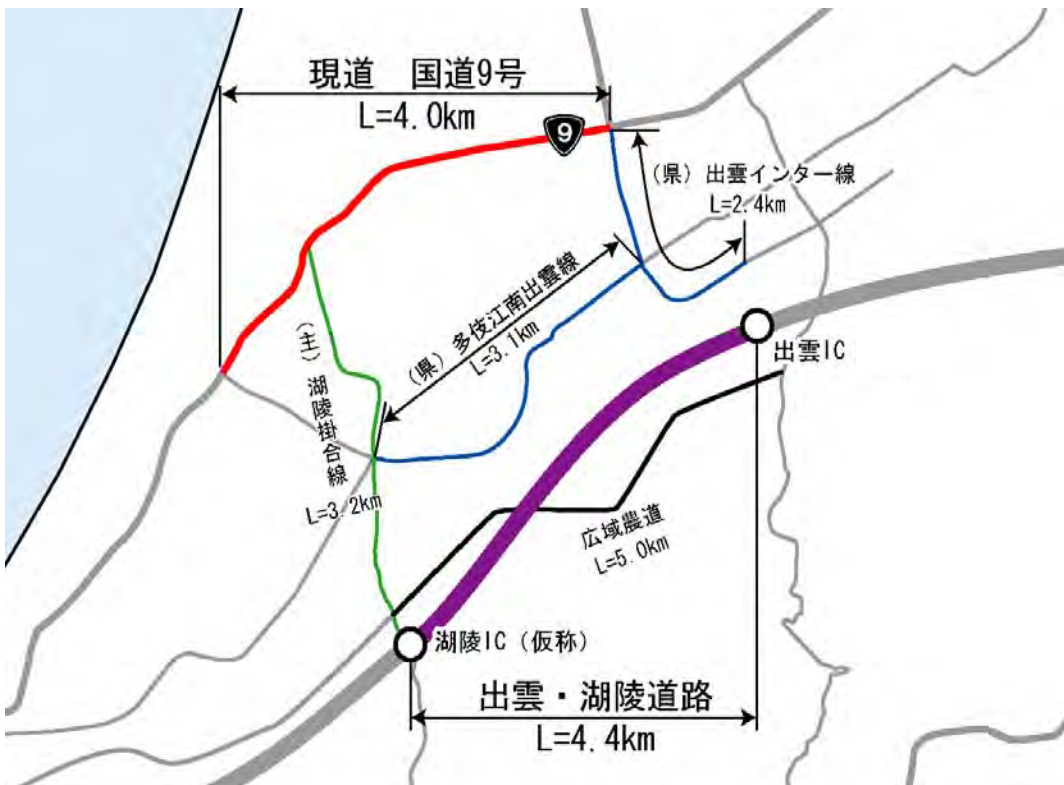 現道 国道9号
L=4.0km
9
(県)出雲インター線
L=2.4km
(県)多伎江南出雲線
L=3.1km
(主)湖陵掛合線
L=3.2km
出雲IC
広域農道
L=5.0km
湖陵IC(仮称)
出雲・湖陵道路
L=4.4km